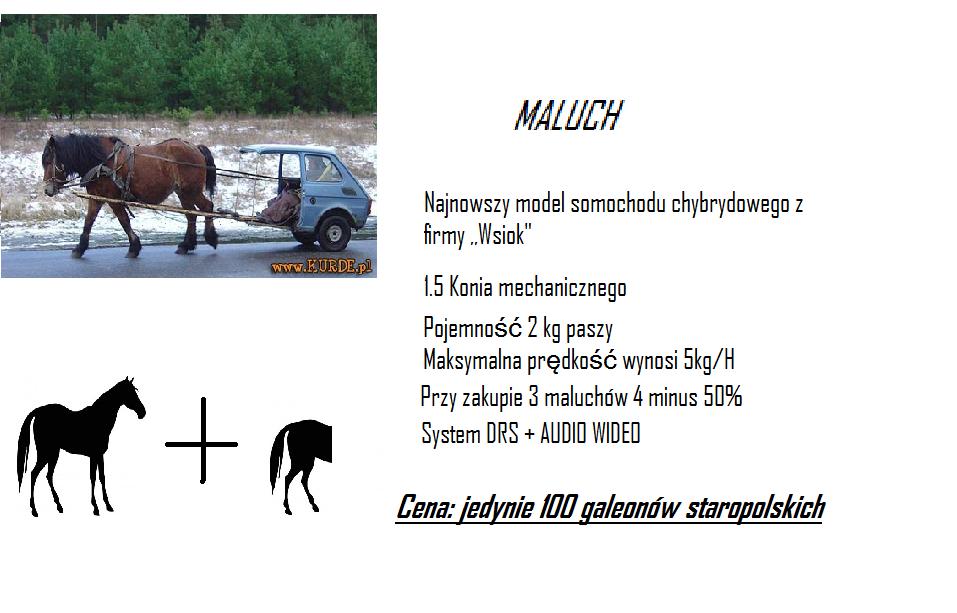 MALUCH
Najnowszy model somochodu chybrydowego z
firmy ,,Wsiok"
1.5 Konia mechanicznego
Pojemność 2 kg paszy
Maksymalna prędkość wynosi 5kg/H
Przy zakupie 3 maluchów 4 minus 50%
System DRS + AUDIO WIDEO
Cena: jedynie 100 galeonów staropolskich
www.KURDE.pl